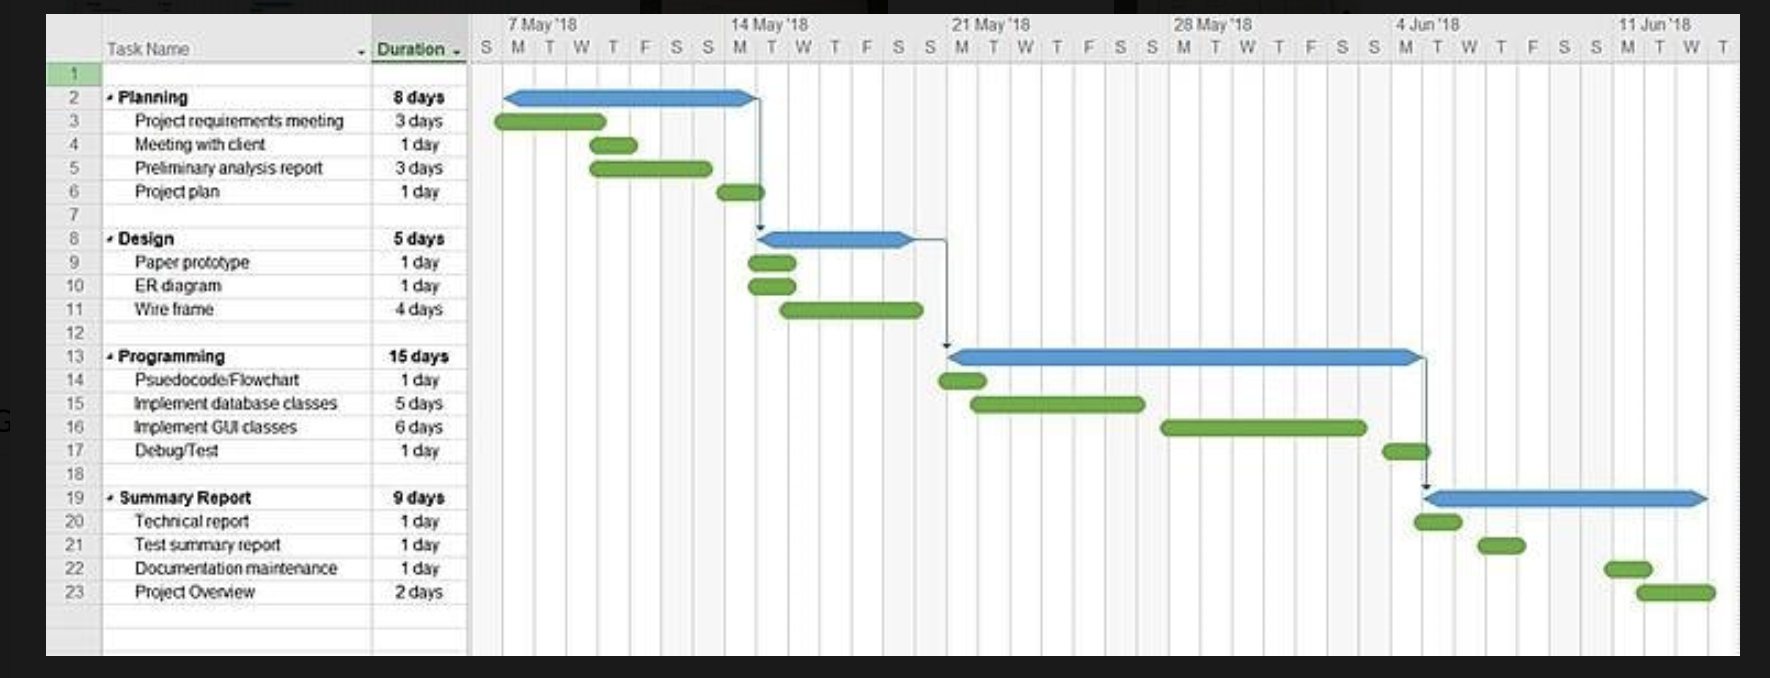 7 May '18 14 May '18 21 May '18 28 May '18 4 Jun '18 11 Jun '18
Task Name Duration S M T W T F S S M T W T F S S M T W T F S S M T W T F S S M T W T F S S M T W T
1
2 Planning 8 days
3 Project requirements meeting 3 days
4 Meeting with client 1 day
5 Preliminary analysis report 3 days
6 Project plan 1 day
7
8 Design 5 days
9 Paper prototype 1 day
10 ER diagram 1 day
11 Wire frame 4 days
12
13 Programming 15 days
14 Psuedocode/Flowchart 1 day
15 Implement database classes 5 days
16 Implement GUI classes 6 days
17 Debug/Test 1 day
18
19 Summary Report 9 days
20 Technical report 1 day
21 Test summary report 1 day
22 Documentation maintenance 1 day
23 Project Overview 2 days